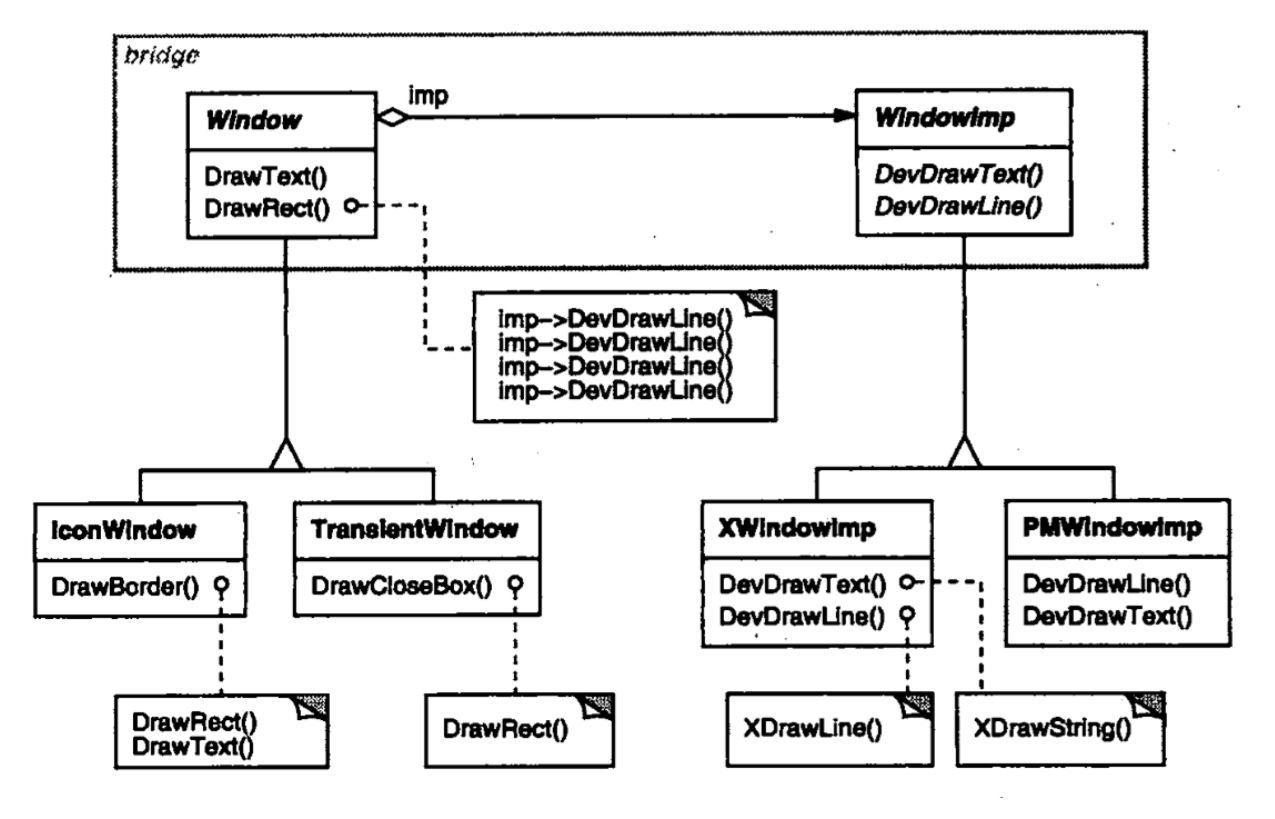 bridge
Window
imp
WindowImp
DrawText()
DrawRect()
DevDrawText()
DevDrawLine()
imp->DevDrawLine()
imp->DevDrawLine()
imp->DevDrawLine()
imp->DevDrawLine()
IconWindow
DrawBorder()
TransientWindow
DrawCloseBox()
XWindowImp
DevDrawText()
DevDrawLine()
PMWindowImp
DevDrawLine()
DevDrawText()
DrawRect()
DrawText()
DrawRect()
XDrawLine()
XDrawString()